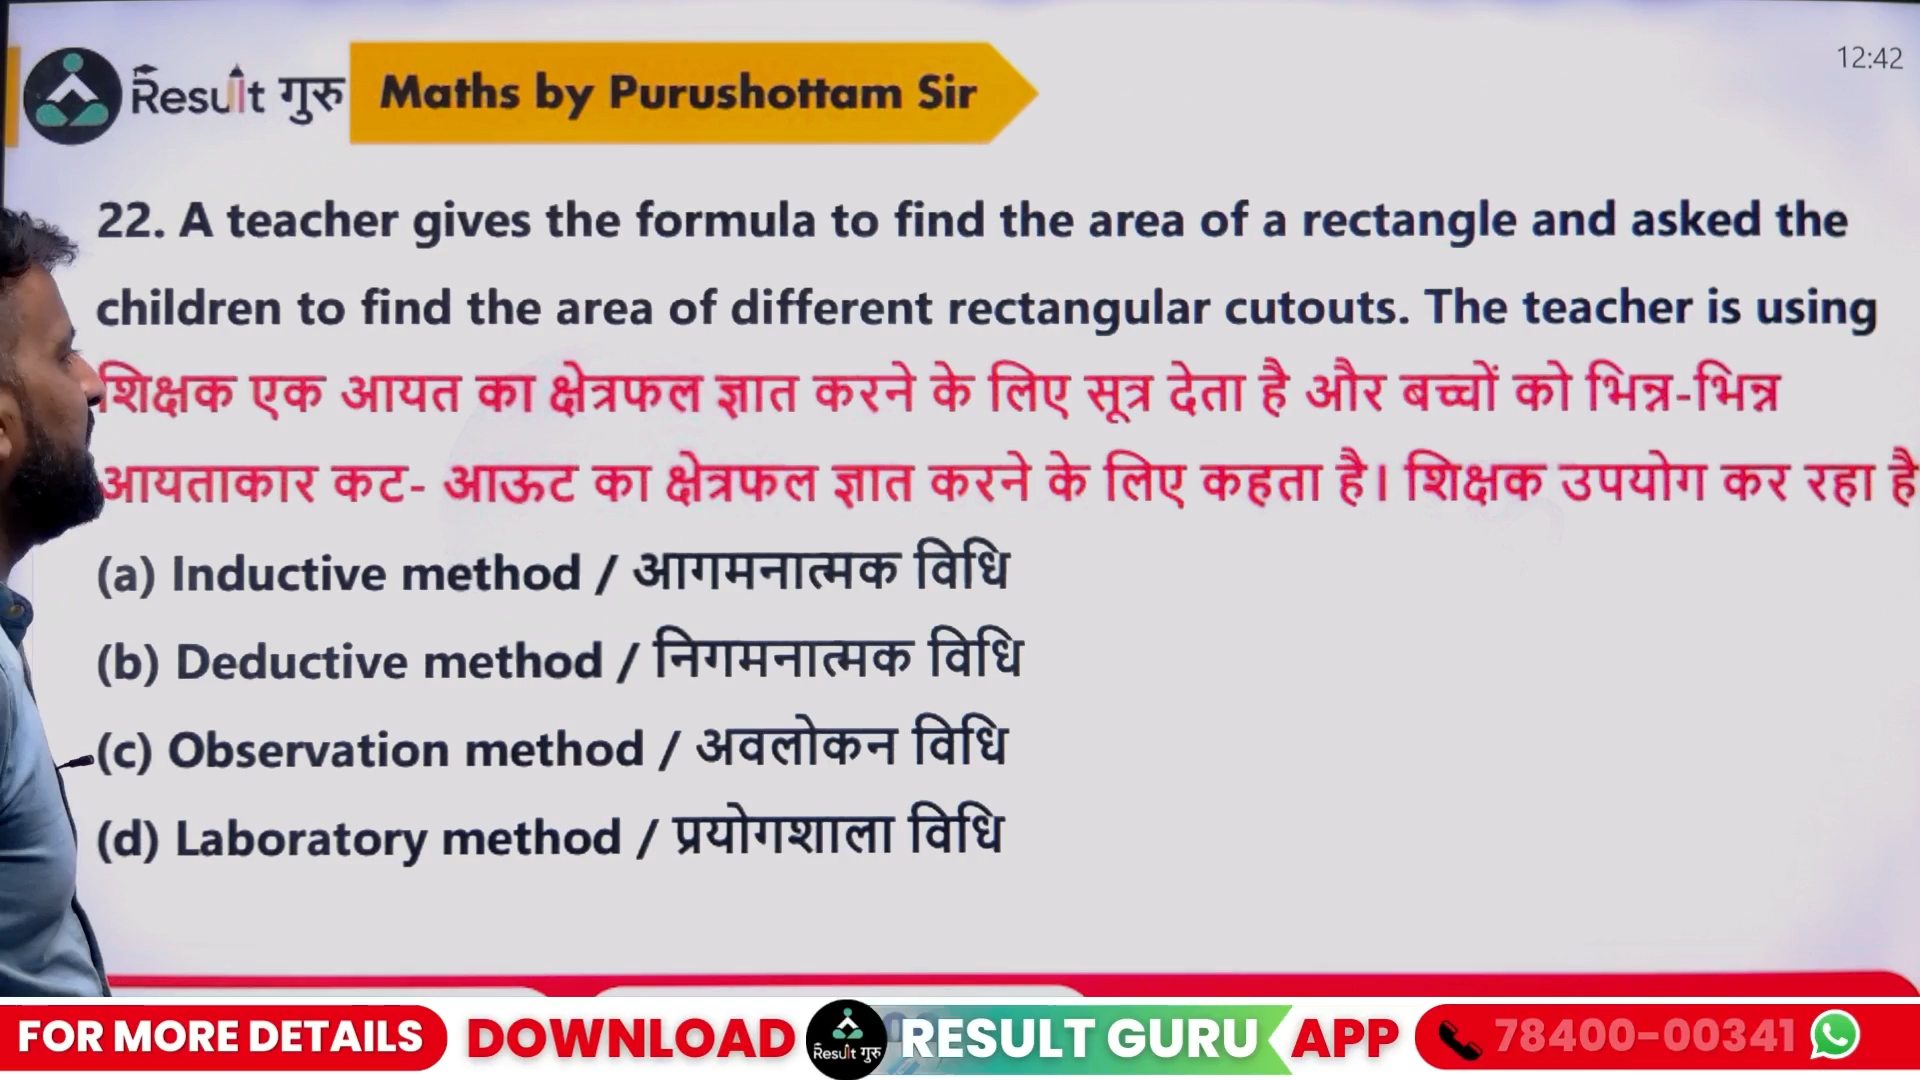 Result गुरु
Maths by Purushottam Sir
12:42
22. A teacher gives the formula to find the area of a rectangle and asked the
children to find the area of different rectangular cutouts. The teacher is using
शिक्षक एक आयत का क्षेत्रफल ज्ञात करने के लिए सूत्र देता है और बच्चों को भिन्न-भिन्न
आयताकार कट- आऊट का क्षेत्रफल ज्ञात करने के लिए कहता है। शिक्षक उपयोग कर रहा है
(a) Inductive method / आगमनात्मक विधि
(b) Deductive method / निगमनात्मक विधि
(c) Observation method / अवलोकन विधि
(d) Laboratory method / प्रयोगशाला विधि
FOR MORE DETAILS DOWNLOAD Result गुरु RESULT GURU APP 78400-00341